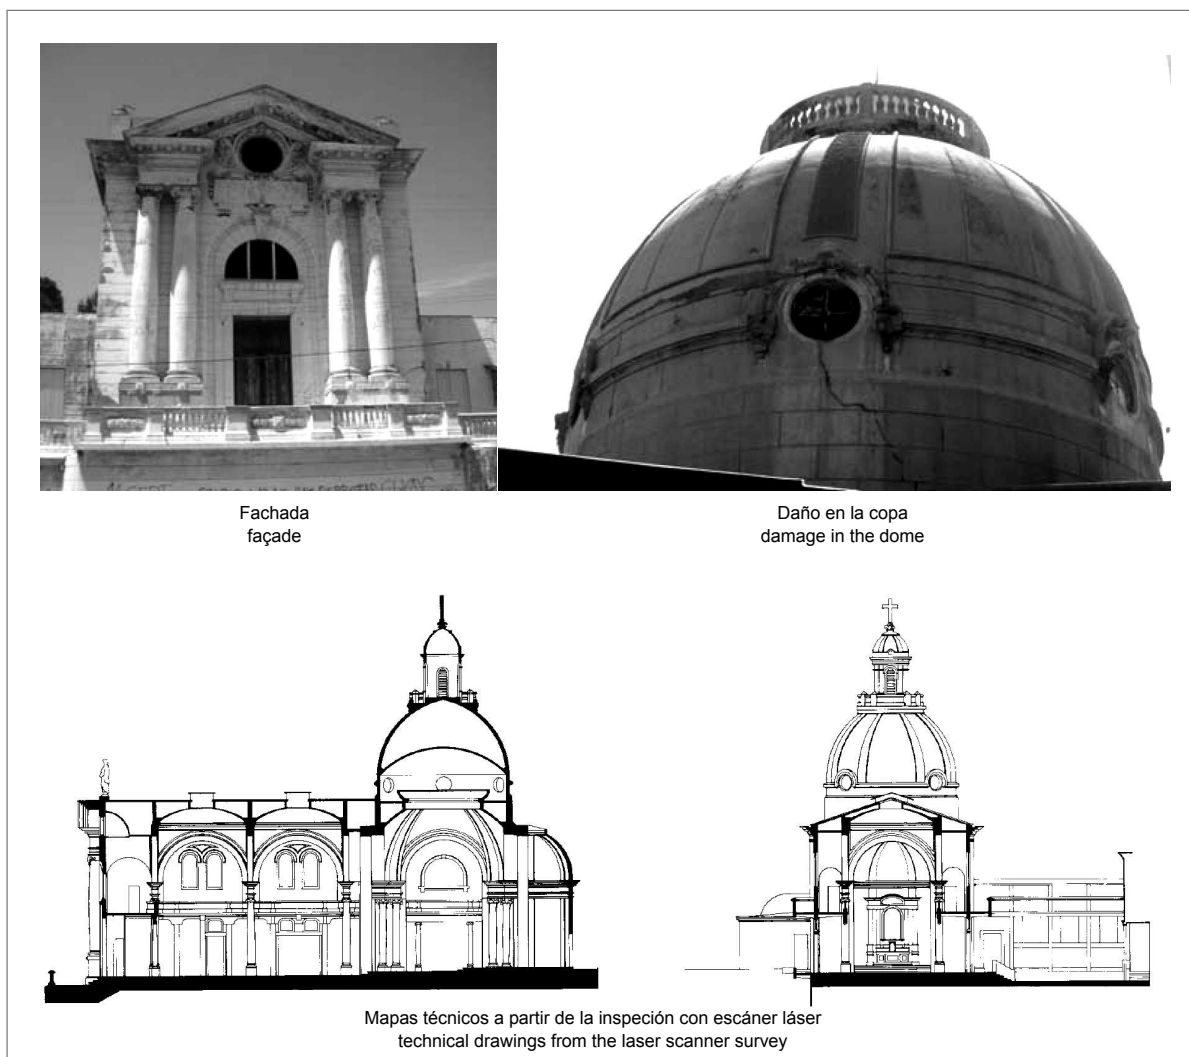 Fachada
façade
Daño en la copa
damage in the dome
Mapas técnicos a partir de la inspeción con escáner láser
technical drawings from the laser scanner survey